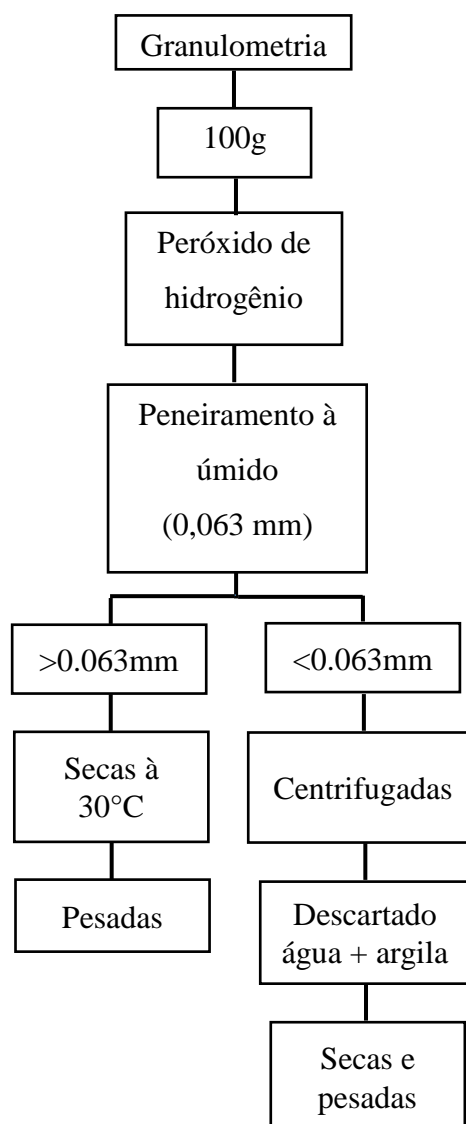 Granulometria
100g
Peróxido de
hidrogênio
Peneiramento à
úmido
(0,063 mm)
>0.063mm
<0.063mm
Secas à
30°C
Centrifugadas
Pesadas
Descartado
água + argila
Secas e
pesadas